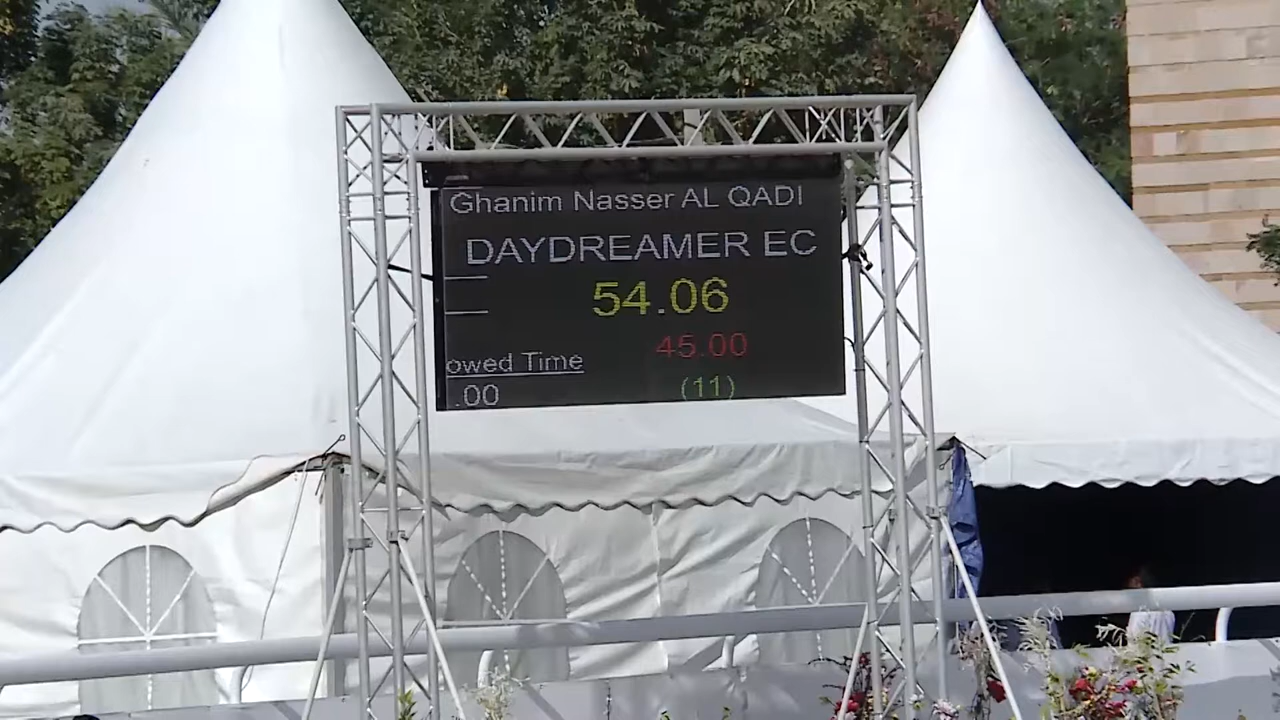 Ghanim Nasser AL QADI
DAYDREAMER EC
54.06
45.00
owed Time
.00
(11)